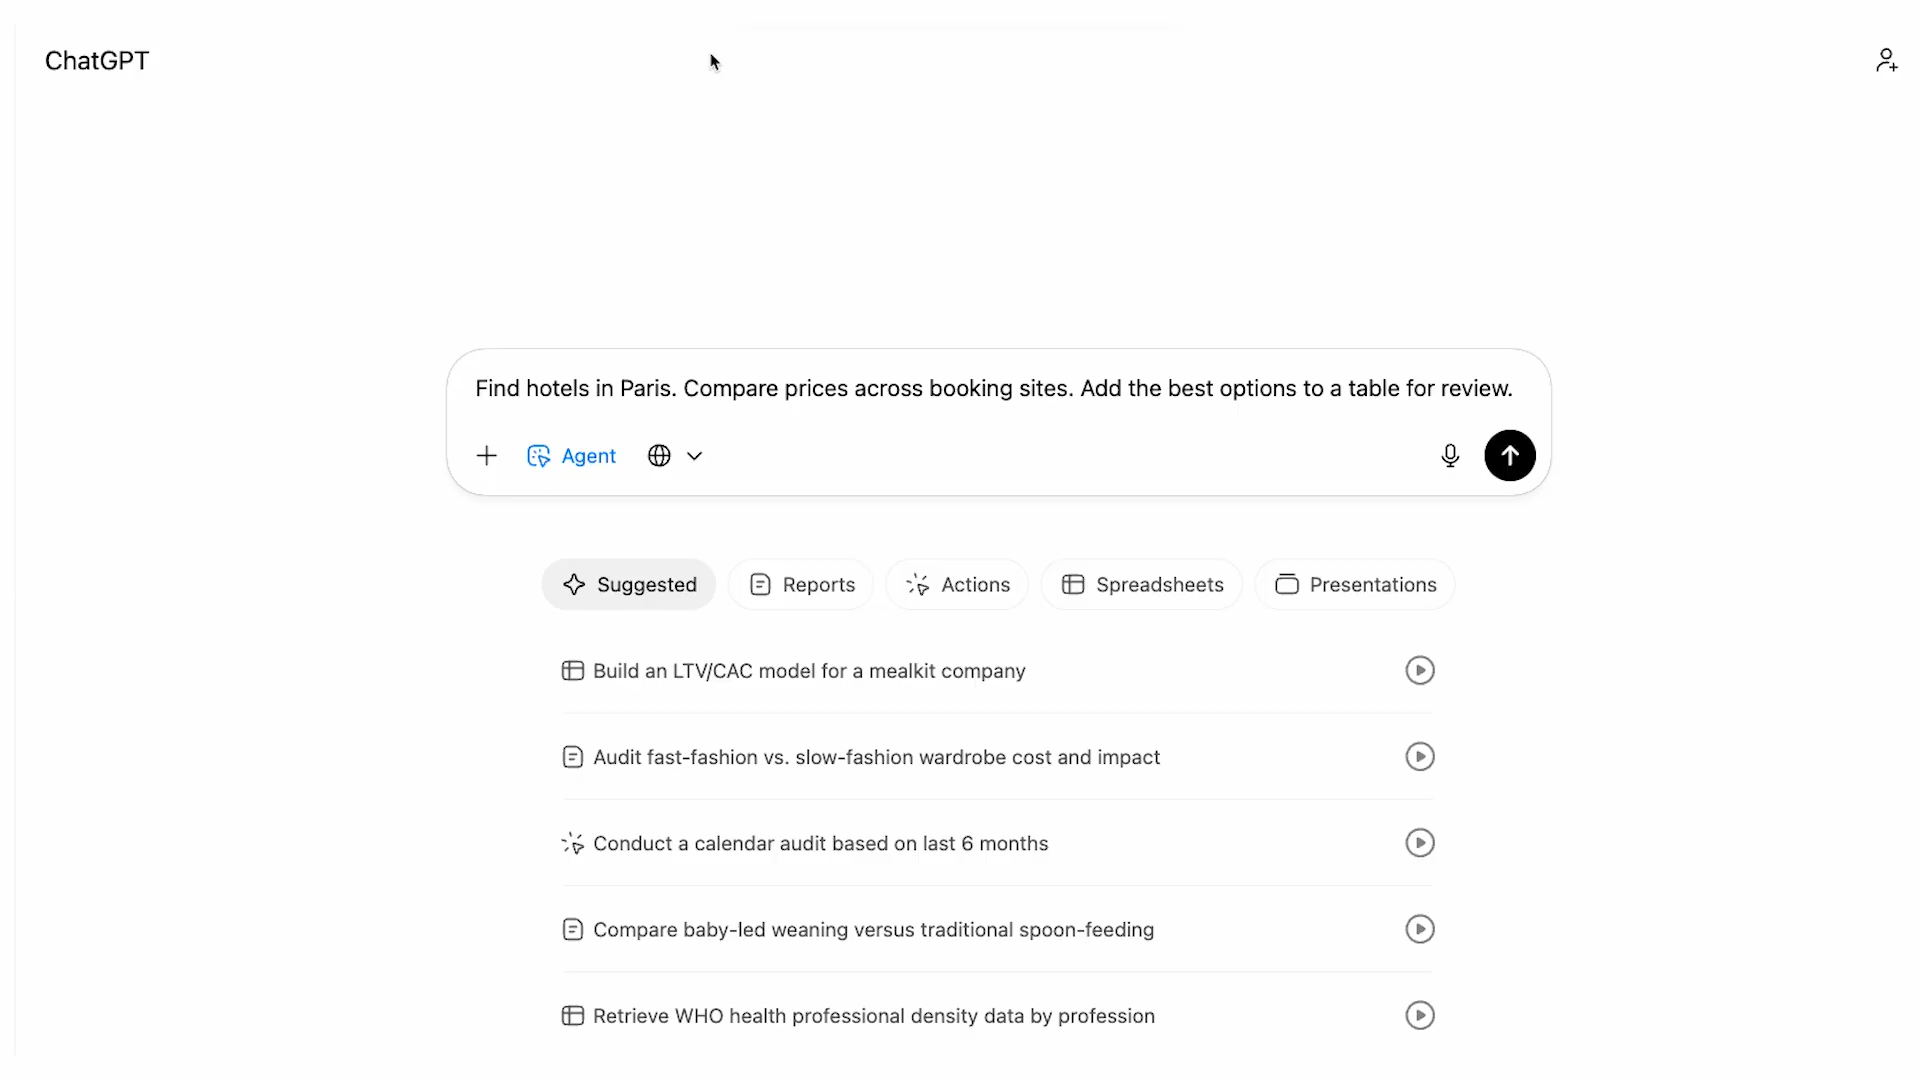 ChatGPT
Find hotels in Paris. Compare prices across booking sites. Add the best options to a table for review.
Agent
Suggested
Reports
Actions
Spreadsheets
Presentations
Build an LTV/CAC model for a mealkit company
Audit fast-fashion vs. slow-fashion wardrobe cost and impact
Conduct a calendar audit based on last 6 months
Compare baby-led weaning versus traditional spoon-feeding
Retrieve WHO health professional density data by profession